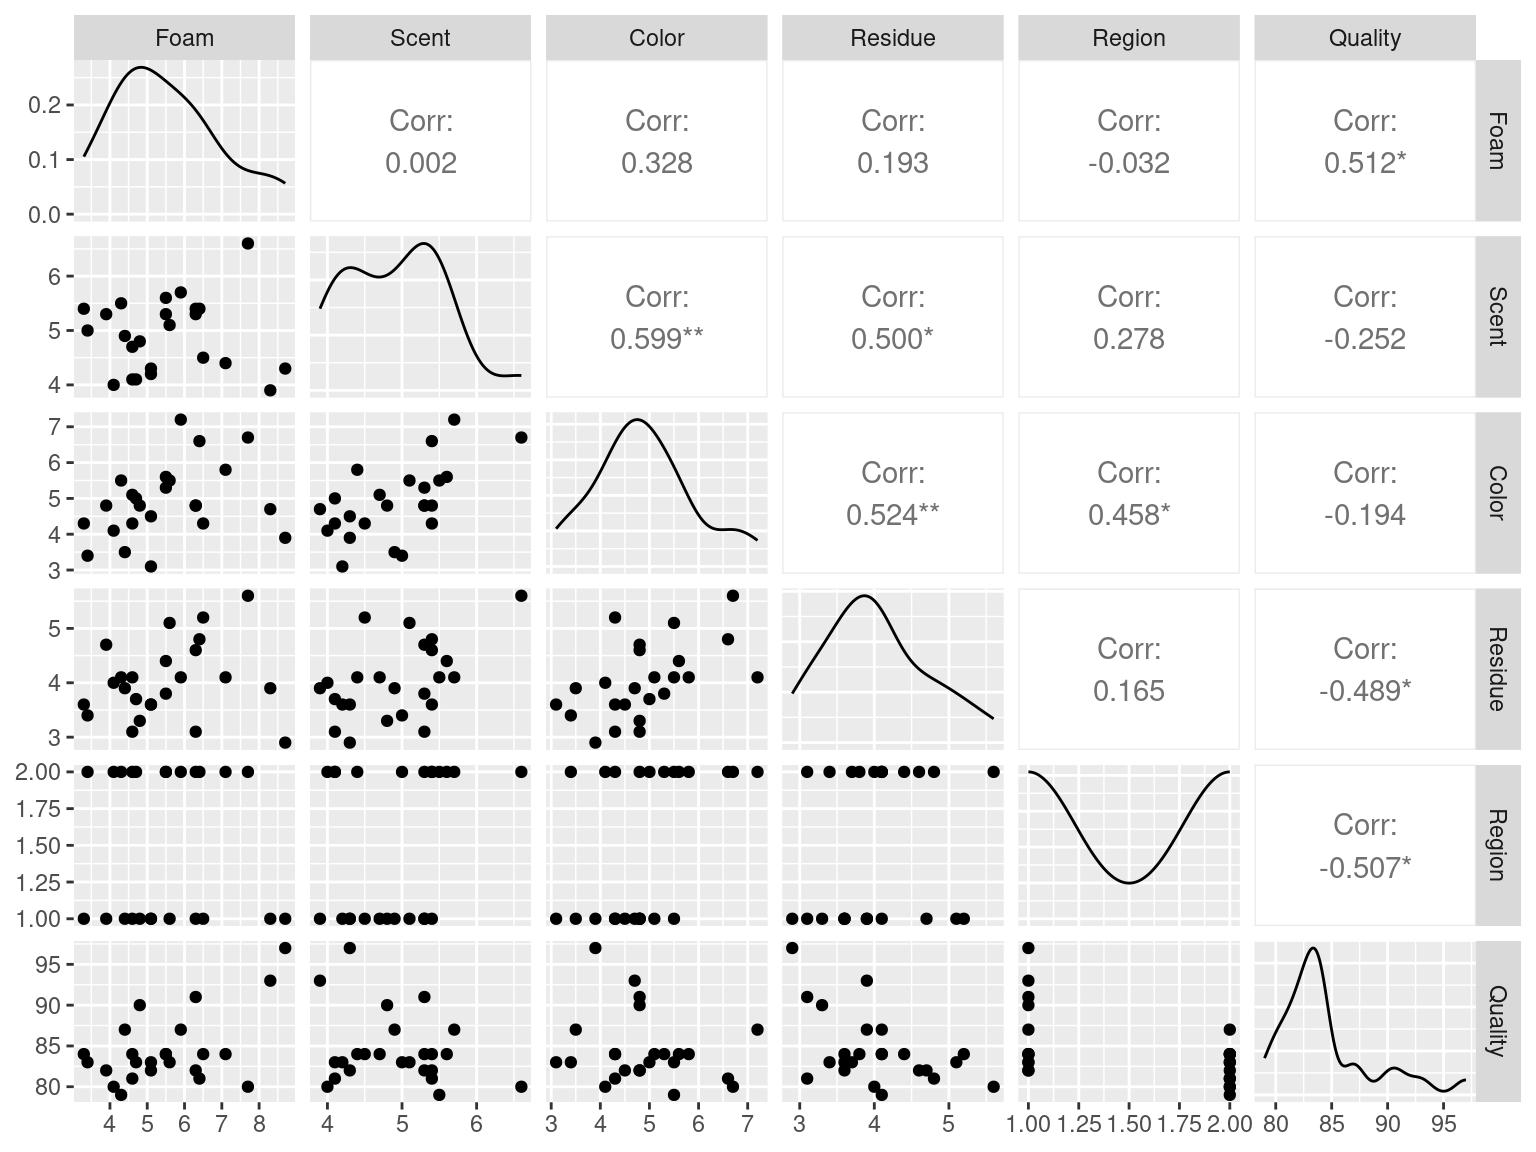 Foam Scent Color Residue Region Quality
0.2
0.1
0.0
Corr:
0.002
Corr:
0.328
Corr:
0.193
Corr:
-0.032
Corr:
0.512*
Foam
6
5
4
Corr:
0.599**
Corr:
0.500*
Corr:
0.278
Corr:
-0.252
Scent
7
6
5
4
3
Corr:
0.524**
Corr:
0.458*
Corr:
-0.194
Color
5
4
3
Corr:
0.165
Corr:
-0.489*
Residue
2.00
1.75
1.50
1.25
1.00
Corr:
-0.507*
Region
95
90
85
80
Quality
4 5 6 7 8 4 5 6 3 4 5 6 7 3 4 5 1.00 1.25 1.50 1.75 2.00 80 85 90 95